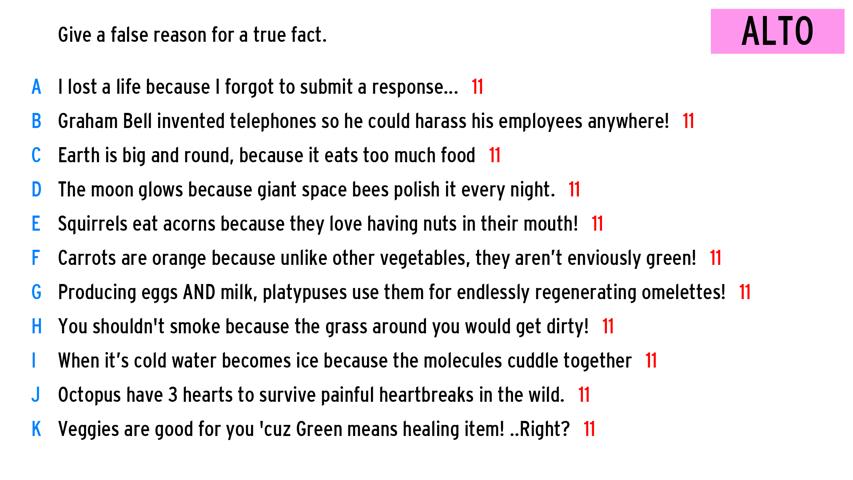 Give a false reason for a true fact.
ALTO
A I lost a life because I forgot to submit a response... 11
B Graham Bell invented telephones so he could harass his employees anywhere! 11
C Earth is big and round, because it eats too much food 11
D The moon glows because giant space bees polish it every night. 11
E Squirrels eat acorns because they love having nuts in their mouth! 11
F Carrots are orange because unlike other vegetables, they aren’t enviously green! 11
G Producing eggs AND milk, platypuses use them for endlessly regenerating omelettes! 11
H You shouldn't smoke because the grass around you would get dirty! 11
I When it’s cold water becomes ice because the molecules cuddle together 11
J Octopus have 3 hearts to survive painful heartbreaks in the wild. 11
K Veggies are good for you 'cuz Green means healing item! ..Right? 11